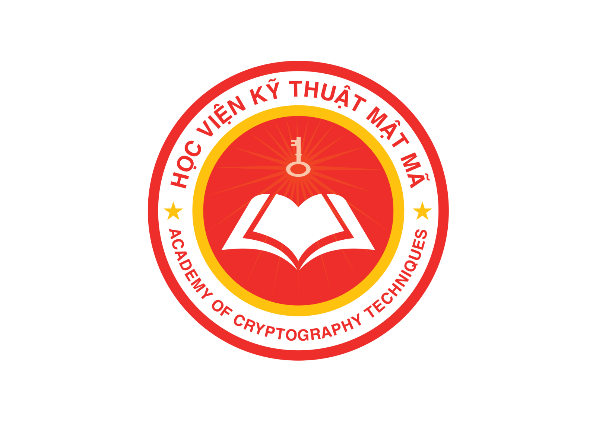 HỌC VIỆN KỸ THUẬT MẬT MÃ
ACADEMY OF CRYPTOGRAPHY TECHNIQUES